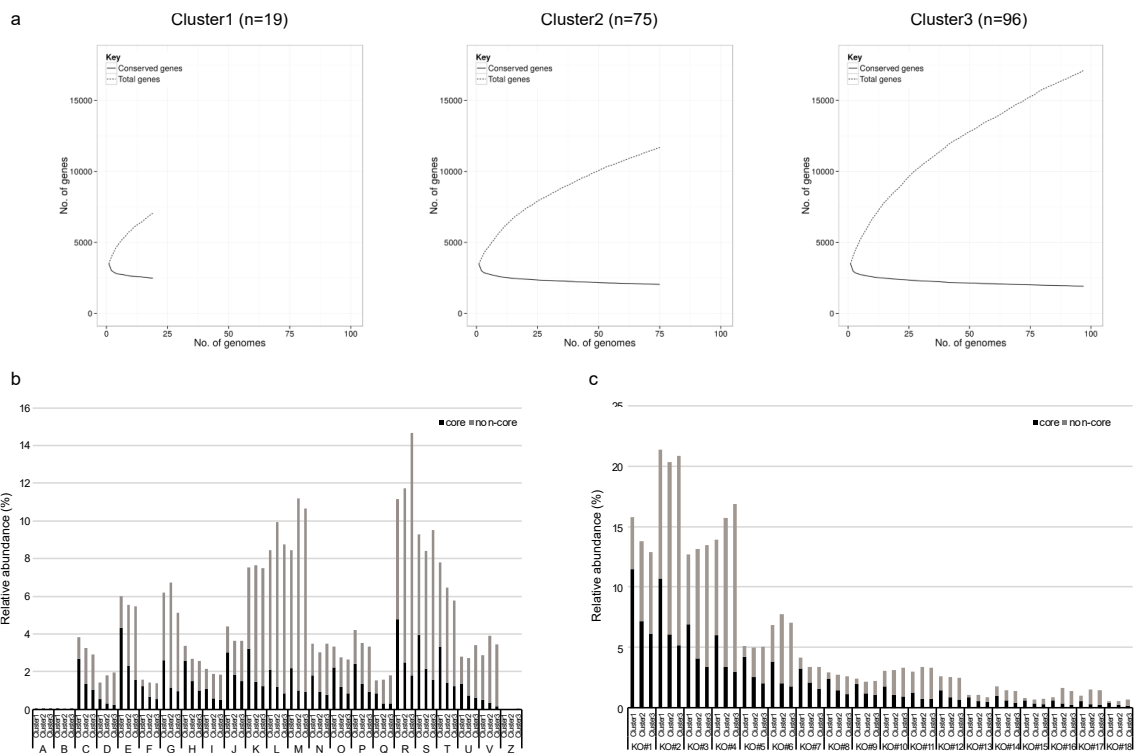 a
Cluster1 (n=19)
Cluster2 (n=75)
Cluster3 (n=96)
Key
Conserved genes
Total genes
No. of genes
15000
10000
5000
0
0 25 50 75 100
No. of genomes
Key
Conserved genes
Total genes
No. of genes
15000
10000
5000
0
0 25 50 75 100
No. of genomes
Key
Conserved genes
Total genes
No. of genes
15000
10000
5000
0
0 25 50 75 100
No. of genomes
b
Relative abundance (%)
16
14
12
10
8
6
4
2
0
core non-core
Cluster1 Cluster2 Cluster3
A B C D E F G H I J K L M N O P Q R S T U V Z
c
Relative abundance (%)
25
20
15
10
5
0
core non-core
Cluster1 Cluster2 Cluster3
KO#1 KO#2 KO#3 KO#4 KO#5 KO#6 KO#7 KO#8 KO#9 KO#10 KO#11 KO#12 KO#13 KO#14 KO#15 KO#16 KO#17 KO#18